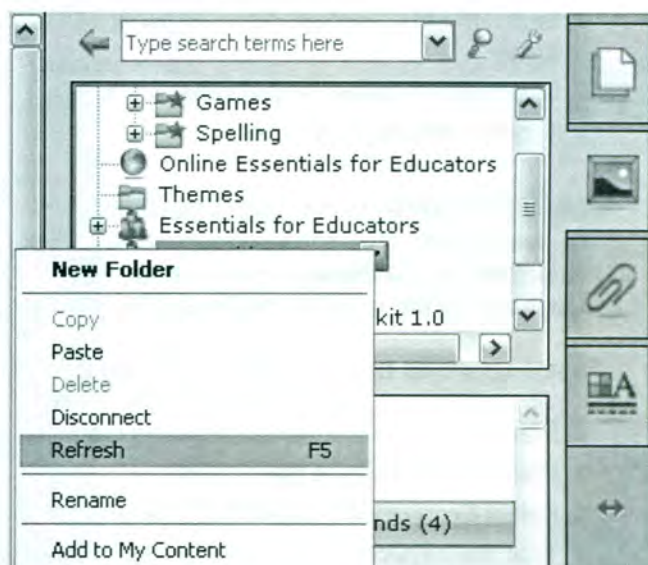 Type search terms here
Games
Spelling
Online Essentials for Educators
Themes
Essentials for Educators
New Folder
Copy
kit 1.0
Paste
Delete
Disconnect
Refresh F5
Rename
nds (4)
Add to My Content
A